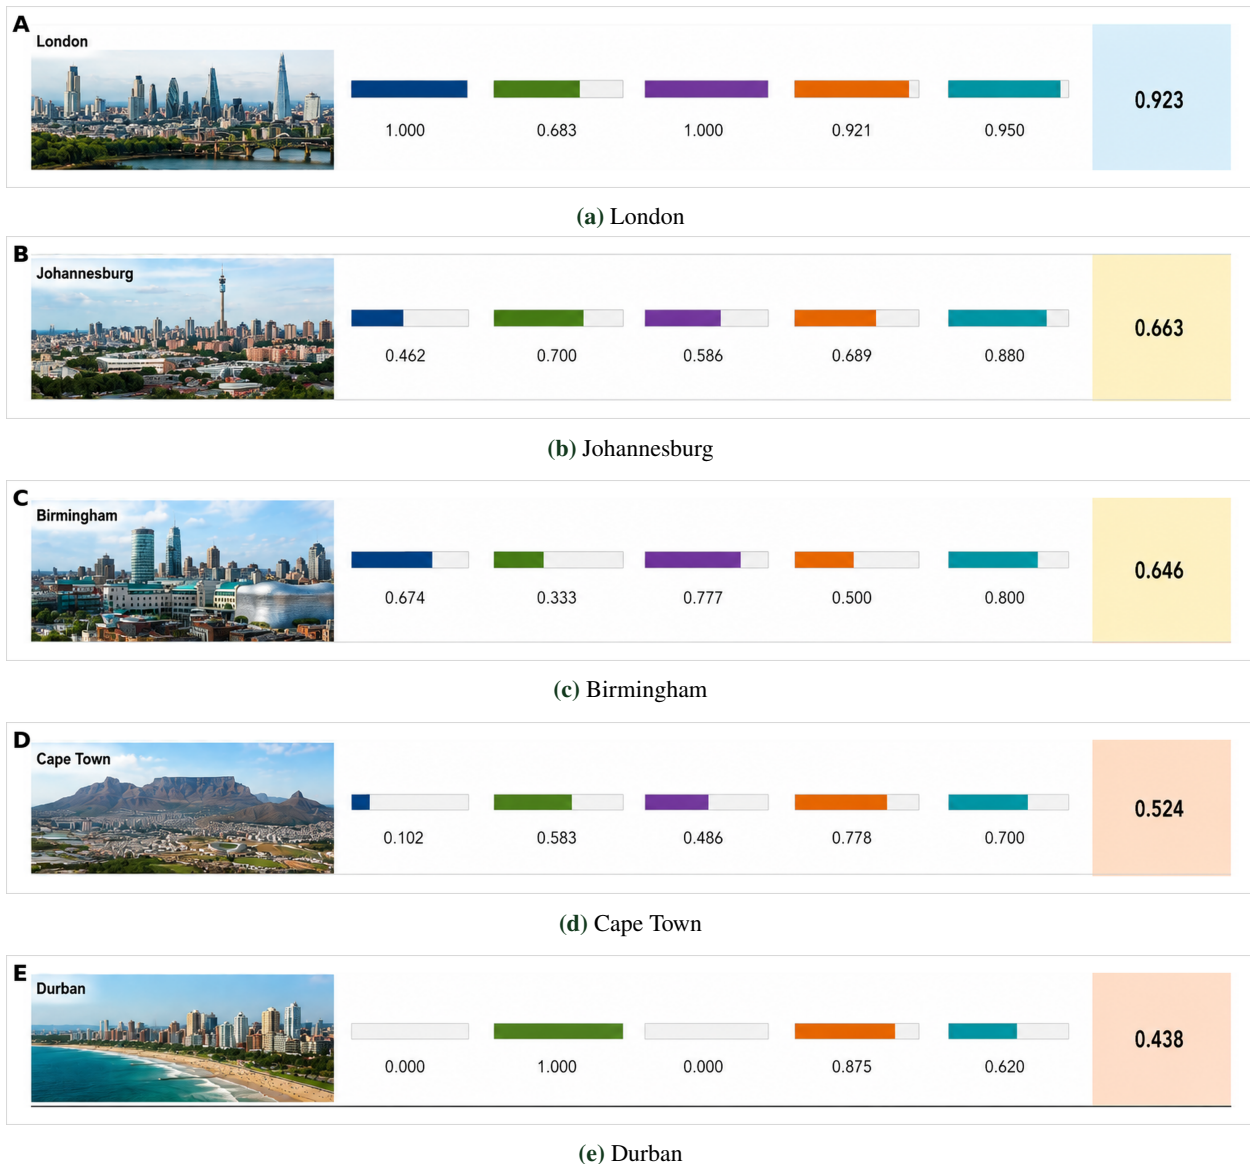 A
London
1.000 0.683 1.000 0.921 0.950 0.923
(a) London
B
Johannesburg
0.462 0.700 0.586 0.689 0.880 0.663
(b) Johannesburg
C
Birmingham
0.674 0.333 0.777 0.500 0.800 0.646
(c) Birmingham
D
Cape Town
0.102 0.583 0.486 0.778 0.700 0.524
(d) Cape Town
E
Durban
0.000 1.000 0.000 0.875 0.620 0.438
(e) Durban